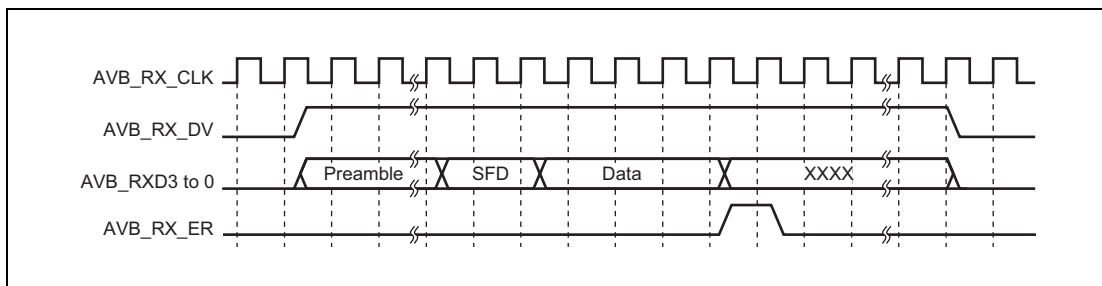 AVB_RX_CLK
AVB_RX_DV
AVB_RXD3 to 0 Preamble SFD Data XXXX
AVB_RX_ER